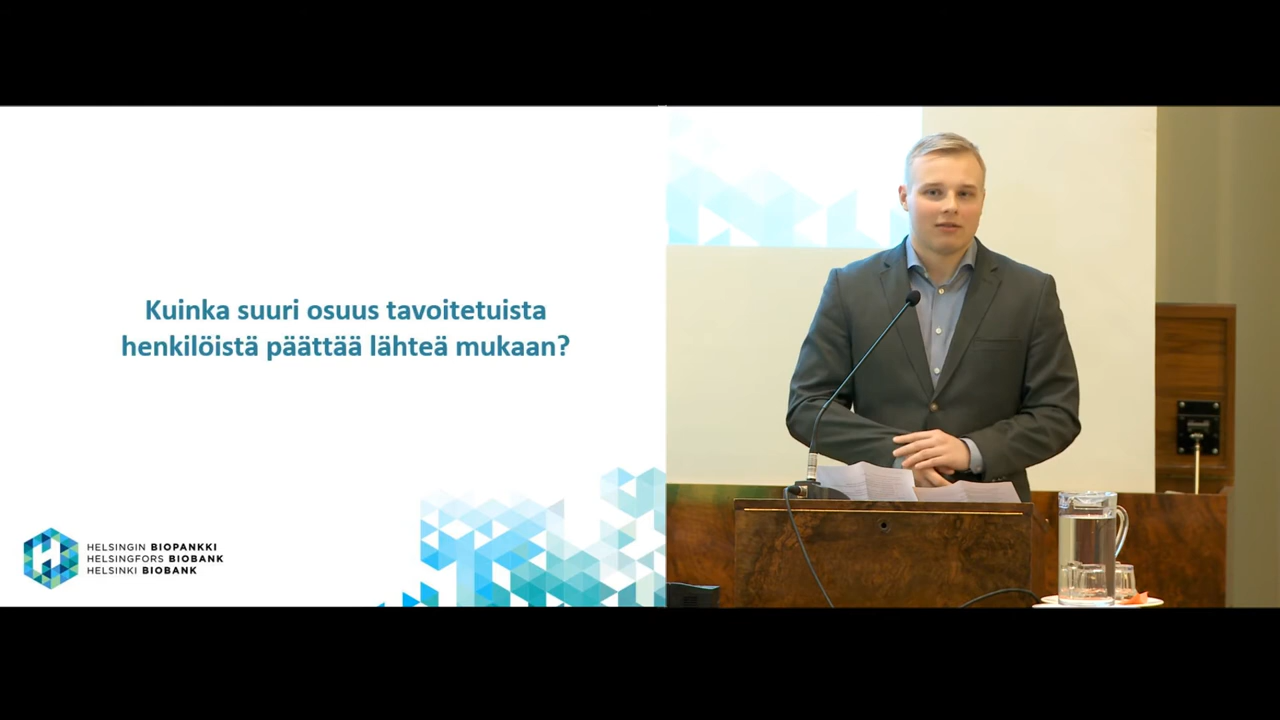 Kuinka suuri osuus tavoitetuista
henkilöistä päättää lähteä mukaan?
HELSINGIN BIOPANKKI
HELSINGFORS BIOBANK
HELSINKI BIOBANK